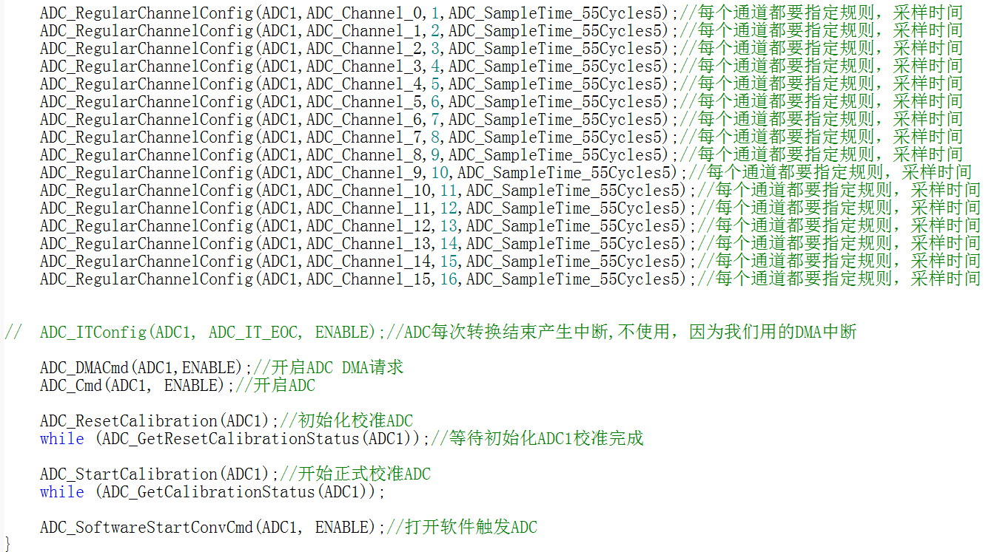 ADC_RegularChannelConfig(ADC1,ADC_Channel_0,1,ADC_SampleTime_55Cycles5);//每个通道都要指定规则，采样时间
ADC_RegularChannelConfig(ADC1,ADC_Channel_1,2,ADC_SampleTime_55Cycles5);//每个通道都要指定规则，采样时间
ADC_RegularChannelConfig(ADC1,ADC_Channel_2,3,ADC_SampleTime_55Cycles5);//每个通道都要指定规则，采样时间
ADC_RegularChannelConfig(ADC1,ADC_Channel_3,4,ADC_SampleTime_55Cycles5);//每个通道都要指定规则，采样时间
ADC_RegularChannelConfig(ADC1,ADC_Channel_4,5,ADC_SampleTime_55Cycles5);//每个通道都要指定规则，采样时间
ADC_RegularChannelConfig(ADC1,ADC_Channel_5,6,ADC_SampleTime_55Cycles5);//每个通道都要指定规则，采样时间
ADC_RegularChannelConfig(ADC1,ADC_Channel_6,7,ADC_SampleTime_55Cycles5);//每个通道都要指定规则，采样时间
ADC_RegularChannelConfig(ADC1,ADC_Channel_7,8,ADC_SampleTime_55Cycles5);//每个通道都要指定规则，采样时间
ADC_RegularChannelConfig(ADC1,ADC_Channel_8,9,ADC_SampleTime_55Cycles5);//每个通道都要指定规则，采样时间
ADC_RegularChannelConfig(ADC1,ADC_Channel_9,10,ADC_SampleTime_55Cycles5);//每个通道都要指定规则，采样时间
ADC_RegularChannelConfig(ADC1,ADC_Channel_10,11,ADC_SampleTime_55Cycles5);//每个通道都要指定规则，采样时间
ADC_RegularChannelConfig(ADC1,ADC_Channel_11,12,ADC_SampleTime_55Cycles5);//每个通道都要指定规则，采样时间
ADC_RegularChannelConfig(ADC1,ADC_Channel_12,13,ADC_SampleTime_55Cycles5);//每个通道都要指定规则，采样时间
ADC_RegularChannelConfig(ADC1,ADC_Channel_13,14,ADC_SampleTime_55Cycles5);//每个通道都要指定规则，采样时间
ADC_RegularChannelConfig(ADC1,ADC_Channel_14,15,ADC_SampleTime_55Cycles5);//每个通道都要指定规则，采样时间
ADC_RegularChannelConfig(ADC1,ADC_Channel_15,16,ADC_SampleTime_55Cycles5);//每个通道都要指定规则，采样时间
// ADC_ITConfig(ADC1, ADC_IT_EOC, ENABLE);//ADC每次转换结束产生中断,不使用，因为我们用的DMA中断
ADC_DMACmd(ADC1,ENABLE);//开启ADC DMA请求
ADC_Cmd(ADC1, ENABLE);//开启ADC
ADC_ResetCalibration(ADC1);//初始化校准ADC
while (ADC_GetResetCalibrationStatus(ADC1));//等待初始化ADC1校准完成
ADC_StartCalibration(ADC1);//开始正式校准ADC
while (ADC_GetCalibrationStatus(ADC1));
ADC_SoftwareStartConvCmd(ADC1, ENABLE);//打开软件触发ADC
}